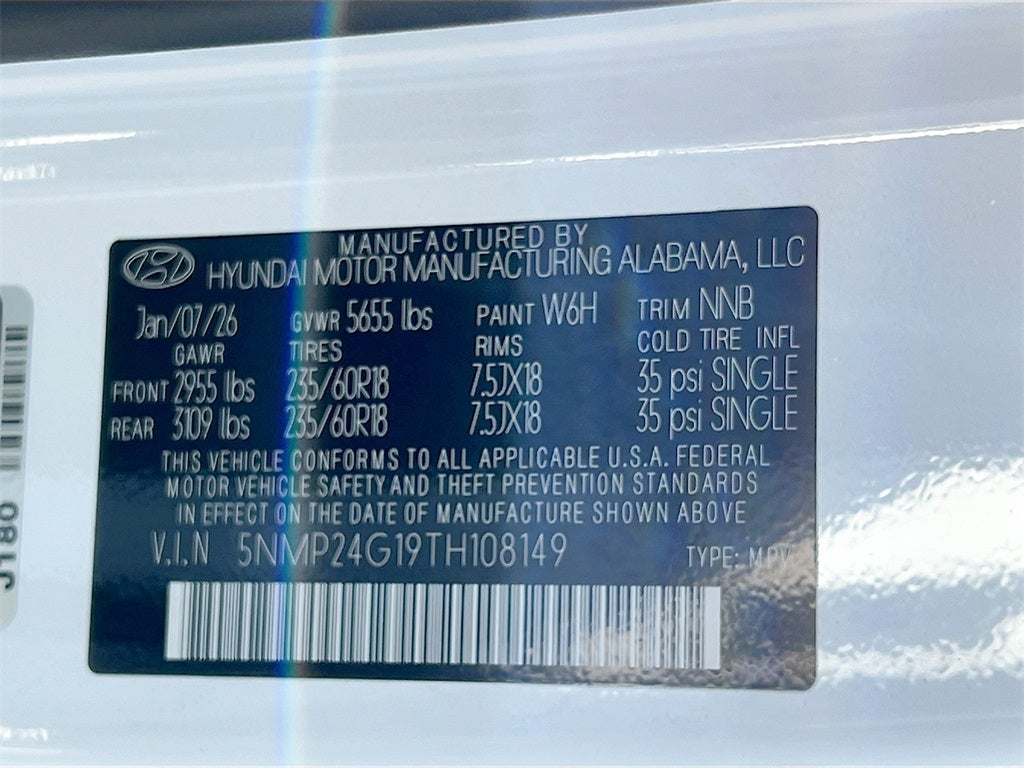 MANUFACTURED BY
HYUNDAI MOTOR MANUFACTURING ALABAMA, LLC
Jan/07/26 GVWR 5655 lbs PAINT W6H TRIM NNB
GAWR TIRES RIMS COLD TIRE INFL
FRONT 2955 lbs 235/60R18 7.5JX18 35 psi SINGLE
REAR 3109 lbs 235/60R18 7.5JX18 35 psi SINGLE
THIS VEHICLE CONFORMS TO ALL APPLICABLE U.S.A. FEDERAL
MOTOR VEHICLE SAFETY AND THEFT PREVENTION STANDARDS
IN EFFECT ON THE DATE OF MANUFACTURE SHOWN ABOVE
V.I.N 5NMP24G19TH108149 TYPE: MPV
J180